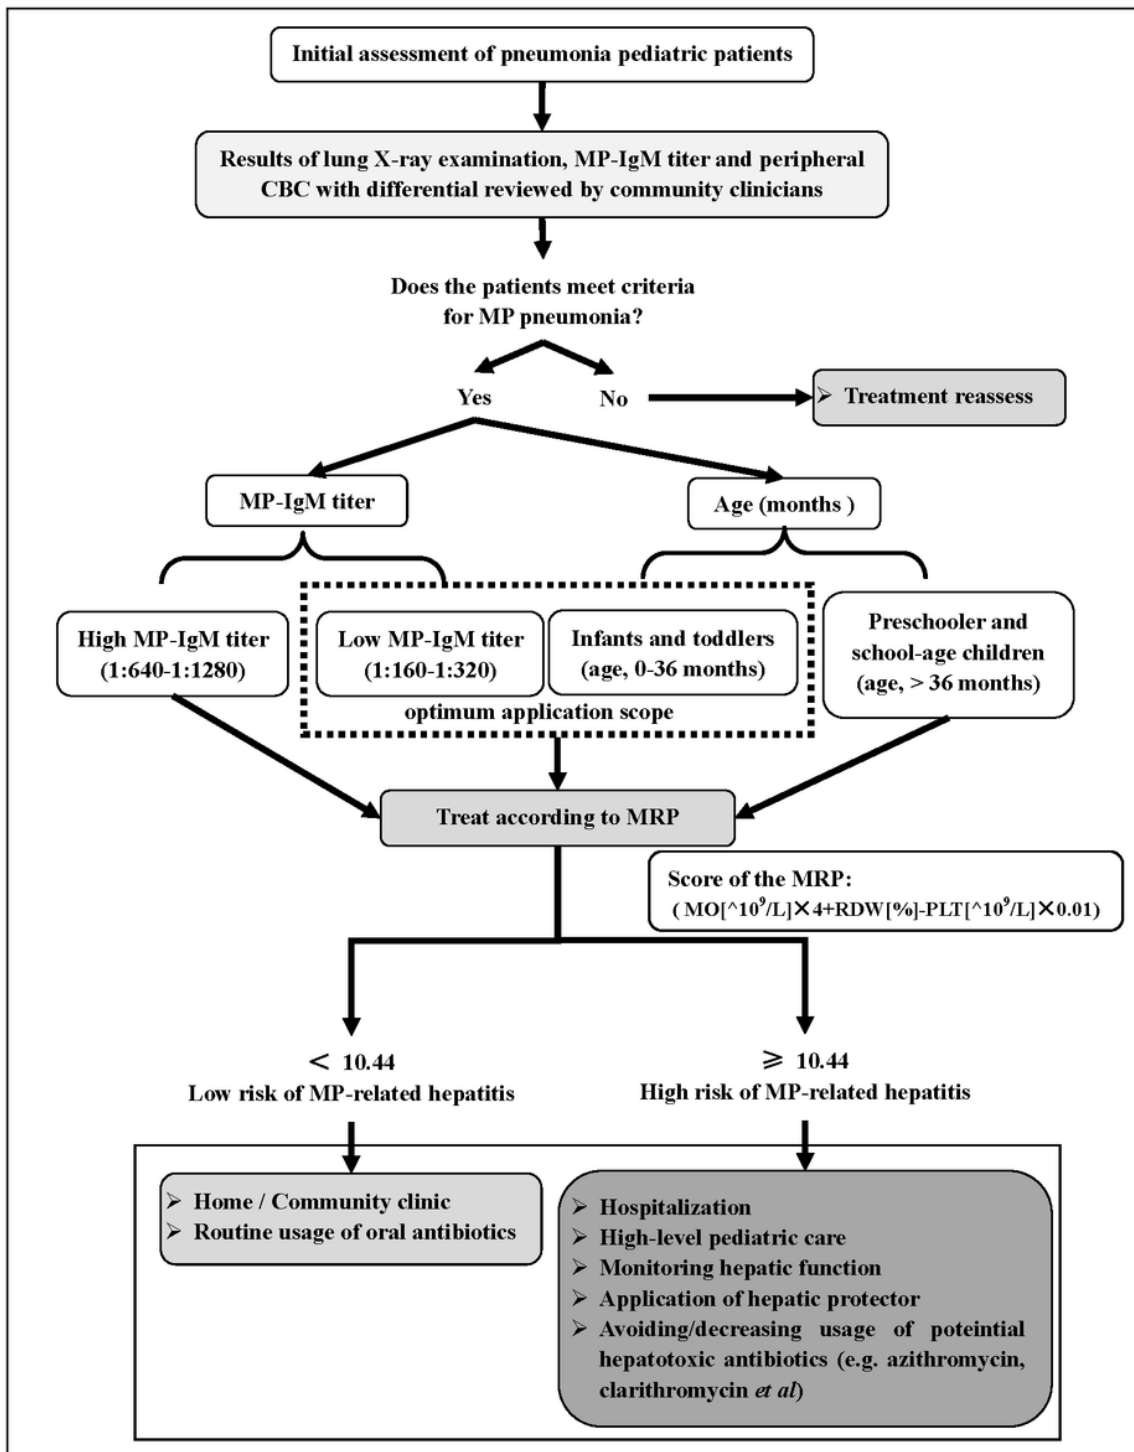 Initial assessment of pneumonia pediatric patients
Results of lung X-ray examination, MP-IgM titer and peripheral
CBC with differential reviewed by community clinicians
Does the patients meet criteria
for MP pneumonia?
Yes
No
➢ Treatment reassess
MP-IgM titer
Age (months )
High MP-IgM titer
(1:640-1:1280)
Low MP-IgM titer
(1:160-1:320)
Infants and toddlers
(age, 0-36 months)
optimum application scope
Preschooler and
school-age children
(age, > 36 months)
Treat according to MRP
Score of the MRP:
( MO[^10⁹/L]×4+RDW[%]-PLT[^10⁹/L]×0.01)
< 10.44
Low risk of MP-related hepatitis
≥ 10.44
High risk of MP-related hepatitis
➢ Home / Community clinic
➢ Routine usage of oral antibiotics
➢ Hospitalization
➢ High-level pediatric care
➢ Monitoring hepatic function
➢ Application of hepatic protector
➢ Avoiding/decreasing usage of poteintial
hepatotoxic antibiotics (e.g. azithromycin,
clarithromycin et al)